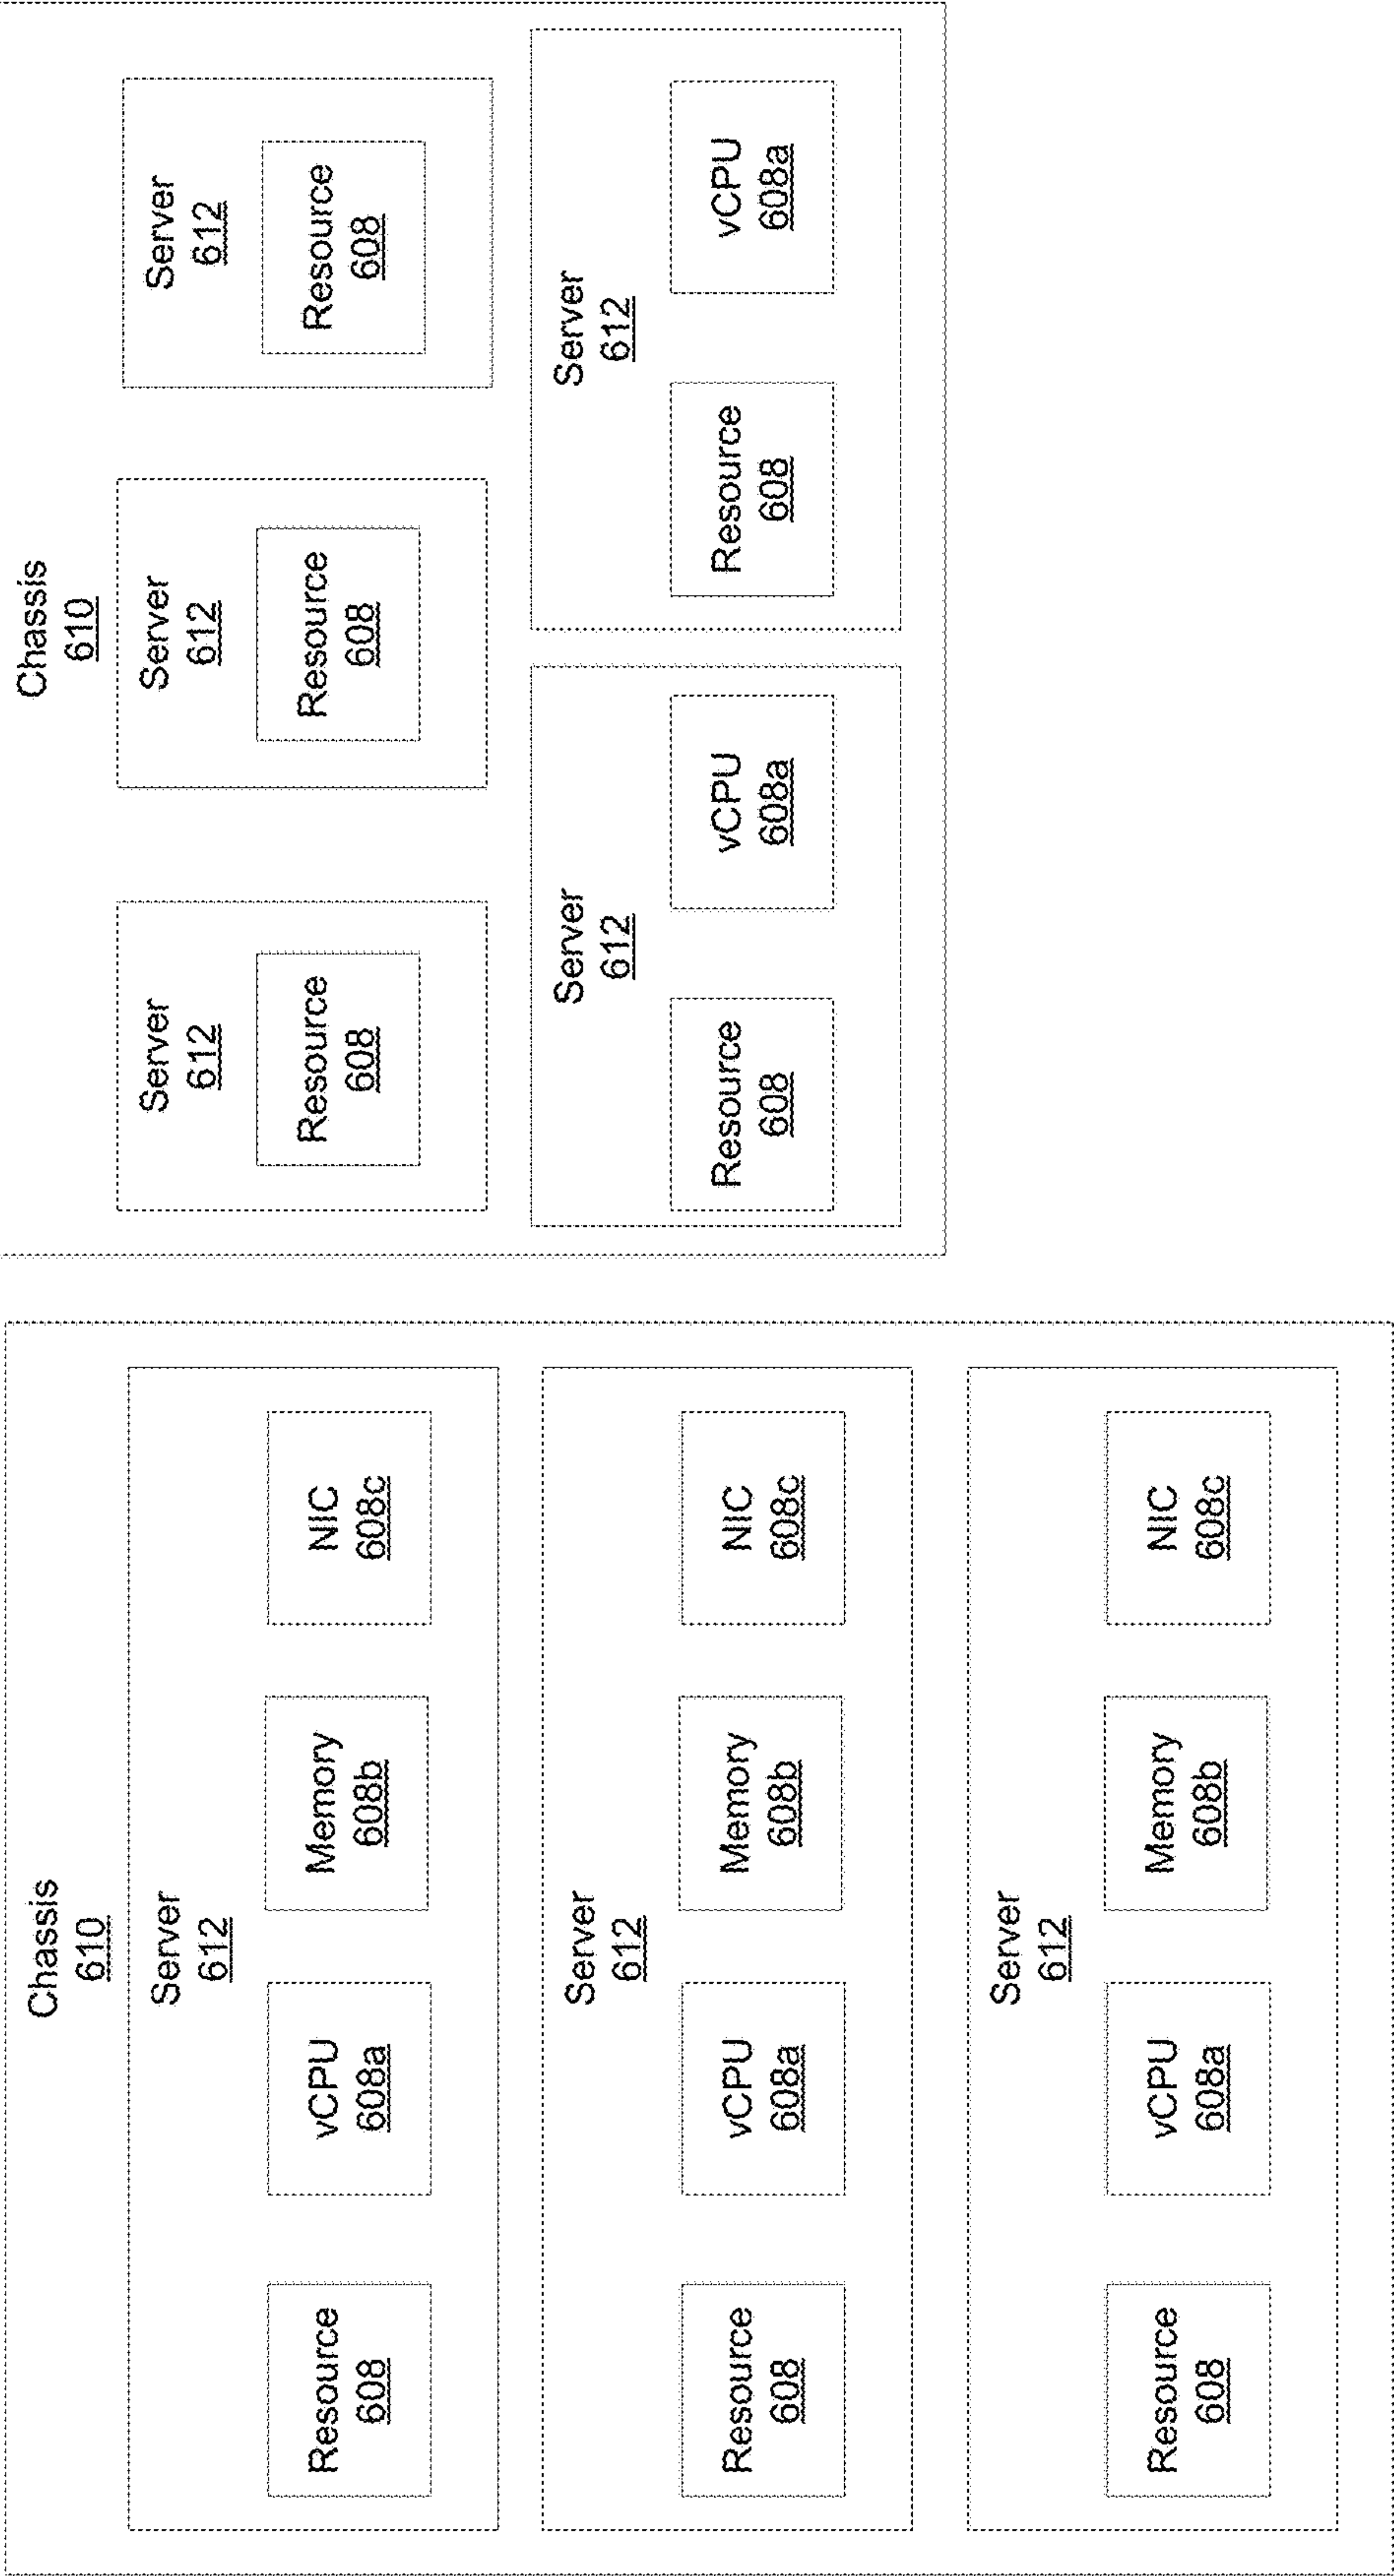 Chassis
610
Server
612
Resource
608
vCPU
608a
Memory
608b
NIC
608c
Server
612
Resource
608
vCPU
608a
Memory
608b
NIC
608c
Server
612
Resource
608
vCPU
608a
Memory
608b
NIC
608c
Chassis
610
Server
612
Resource
608
Server
612
Resource
608
Server
612
Resource
608
Server
612
Resource
608
vCPU
608a
Server
612
Resource
608
vCPU
608a